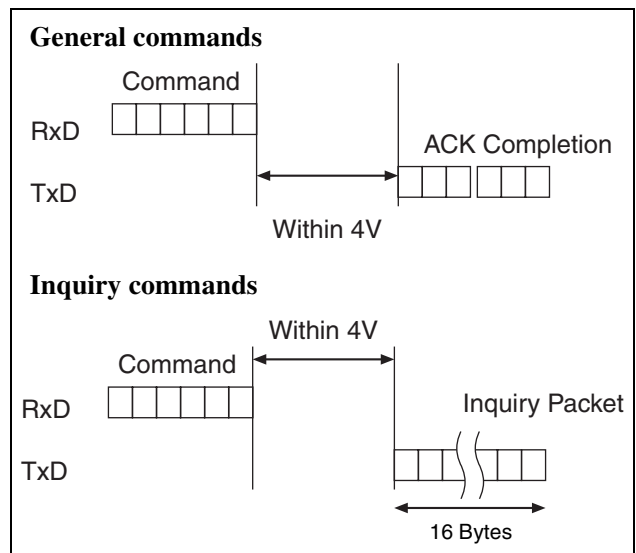 General commands
Command
RxD
ACK Completion
TxD
Within 4V
Inquiry commands
Within 4V
Command
RxD
Inquiry Packet
TxD
16 Bytes